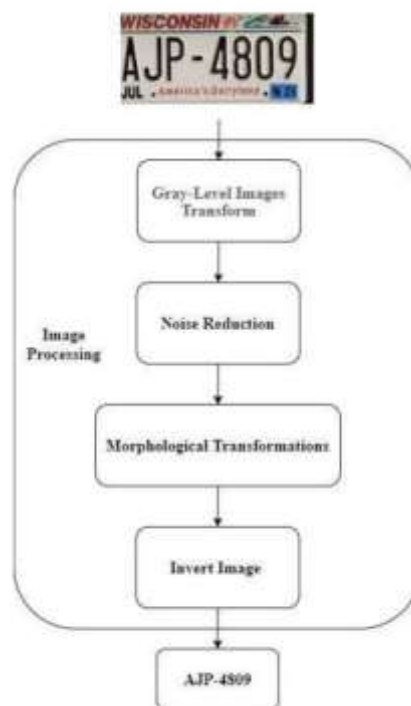 WISCONSIN
AJP-4809
JUL America's Dairyland
Gray-Level Images
Transform
Noise Reduction
Image
Processing
Morphological Transformations
Invert Image
AJP-4809